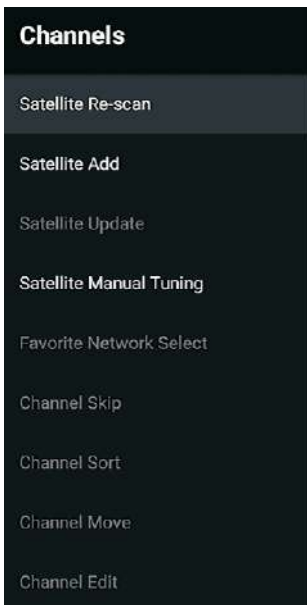 Channels
Satellite Re-scan
Satellite Add
Satellite Update
Satellite Manual Tuning
Favorite Network Select
Channel Skip
Channel Sort
Channel Move
Channel Edit